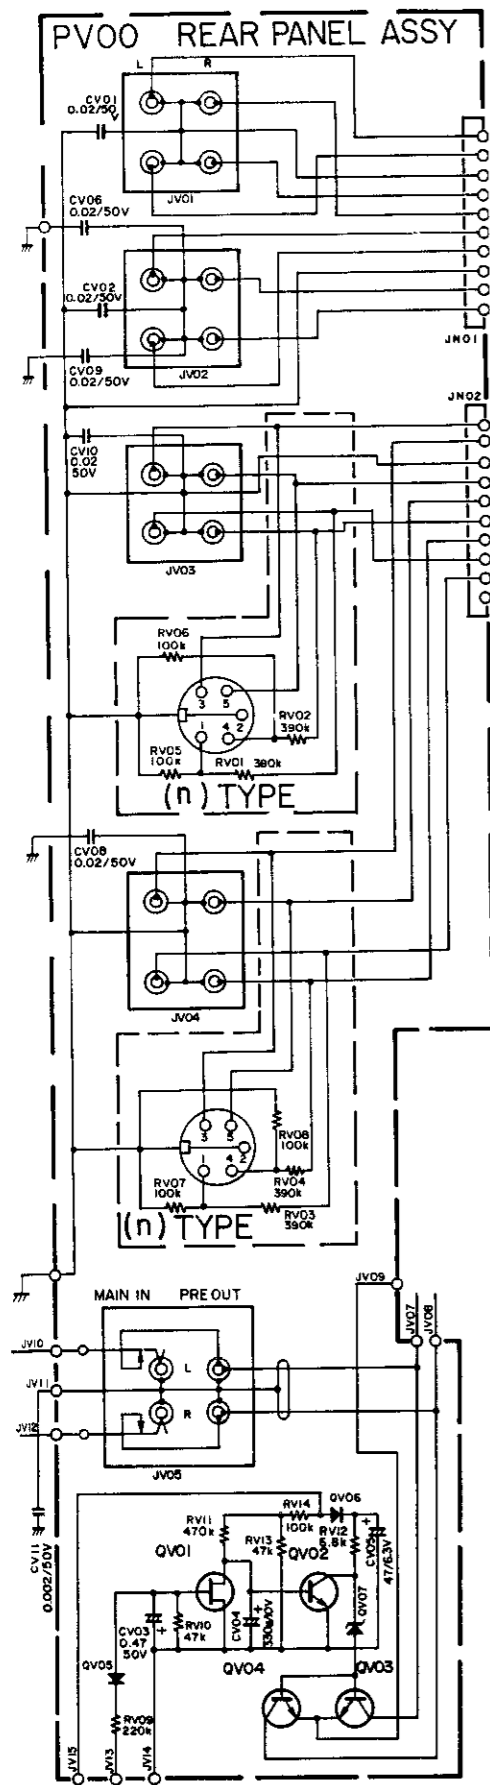 PV00 REAR PANEL ASSY
L R
CV01
0.02/50
V
JV01
CV06
0.02/50V
CV02
0.02/50V
JV02
CV09
0.02/50V
JN01
JN02
CV10
0.02
50V
JV03
RV06
100k
3 5
1 4 2
RV02
390k
RV05
100k
RV01 380k
(n) TYPE
CV08
0.02/50V
JV04
3 5
1 4 2
RV08
100k
RV07
100k
RV04
390k
RV03
390k
(n) TYPE
JV09
MAIN IN PRE OUT
JV07
JV08
JV10
L
JV11
R
JV12
JV05
CV11
0.002/50V
RV11
470k
RV14
100k
QV06
RV13
47k
RV12
6.8k
CV05
47/6.3V
QV01
QV02
QV07
CV03
0.47
50V
RV10
47k
CV04
330µ/10V
QV05
QV04
QV03
RV09
220k
JV15
JV13
JV14